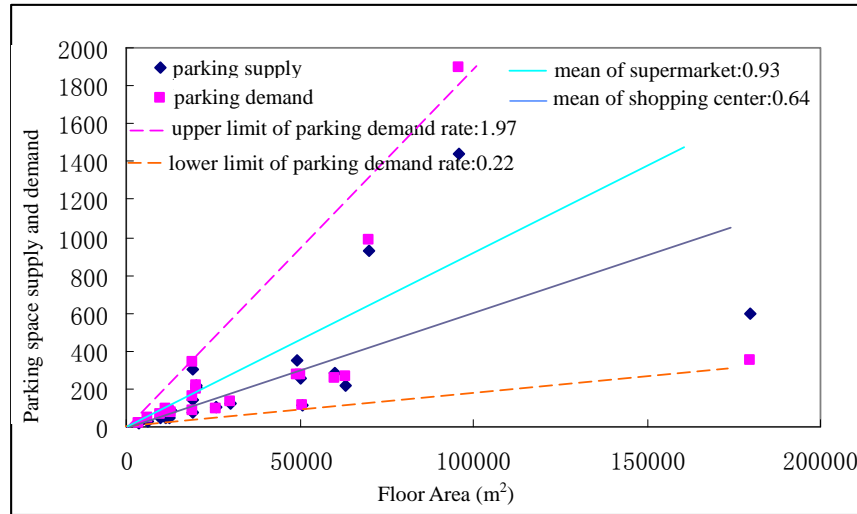 2000
1800
1600
1400
1200
1000
800
600
400
200
0
Parking space supply and demand
parking supply
parking demand
upper limit of parking demand rate:1.97
lower limit of parking demand rate:0.22
mean of supermarket:0.93
mean of shopping center:0.64
0
50000
100000
150000
200000
Floor Area (m²)